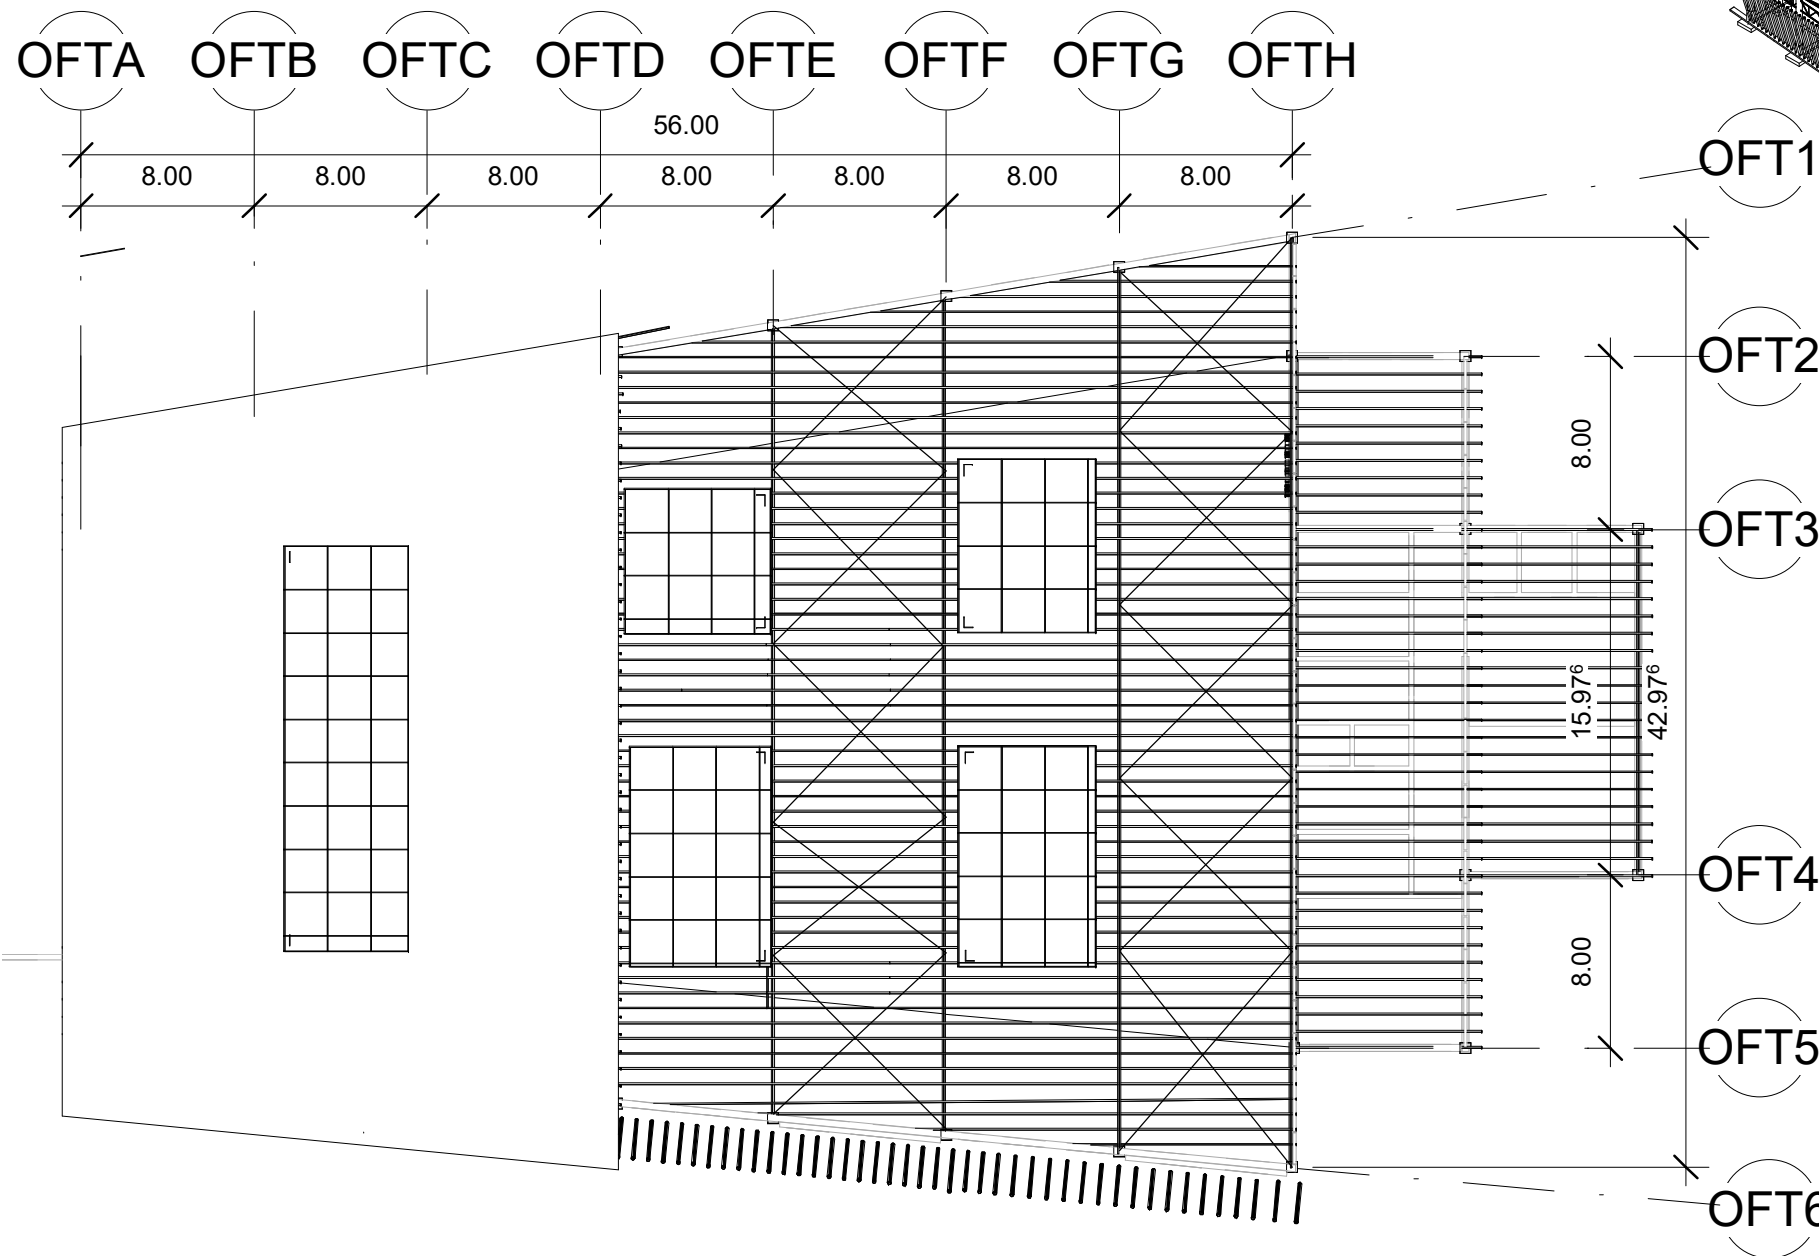 OFTA OFTB OFTC OFTD OFTE OFTF OFTG OFTH
56.00
OFT1
8.00 8.00 8.00 8.00 8.00 8.00 8.00
OFT2
8.00
OFT3
15.97⁶
42.97⁶
OFT4
8.00
OFT5
OFT6